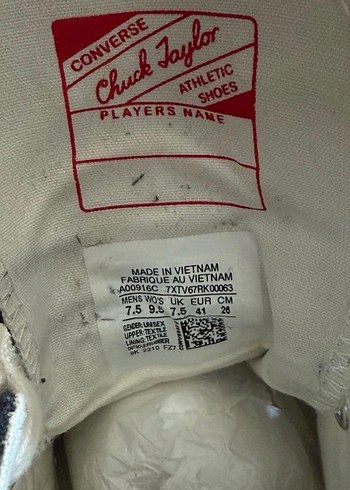 CONVERSE
Chuck Taylor
ATHLETIC
SHOES
PLAYERS NAME
MADE IN VIETNAM
FABRIQUE AU VIETNAM
A00916C 7XTV67RK00063
MENS WO'S UK EUR CM
7.5 9.5 7.5 41 26
GENDER: UNISEX
UPPER: TEXTILE
LINING: TEXTILE